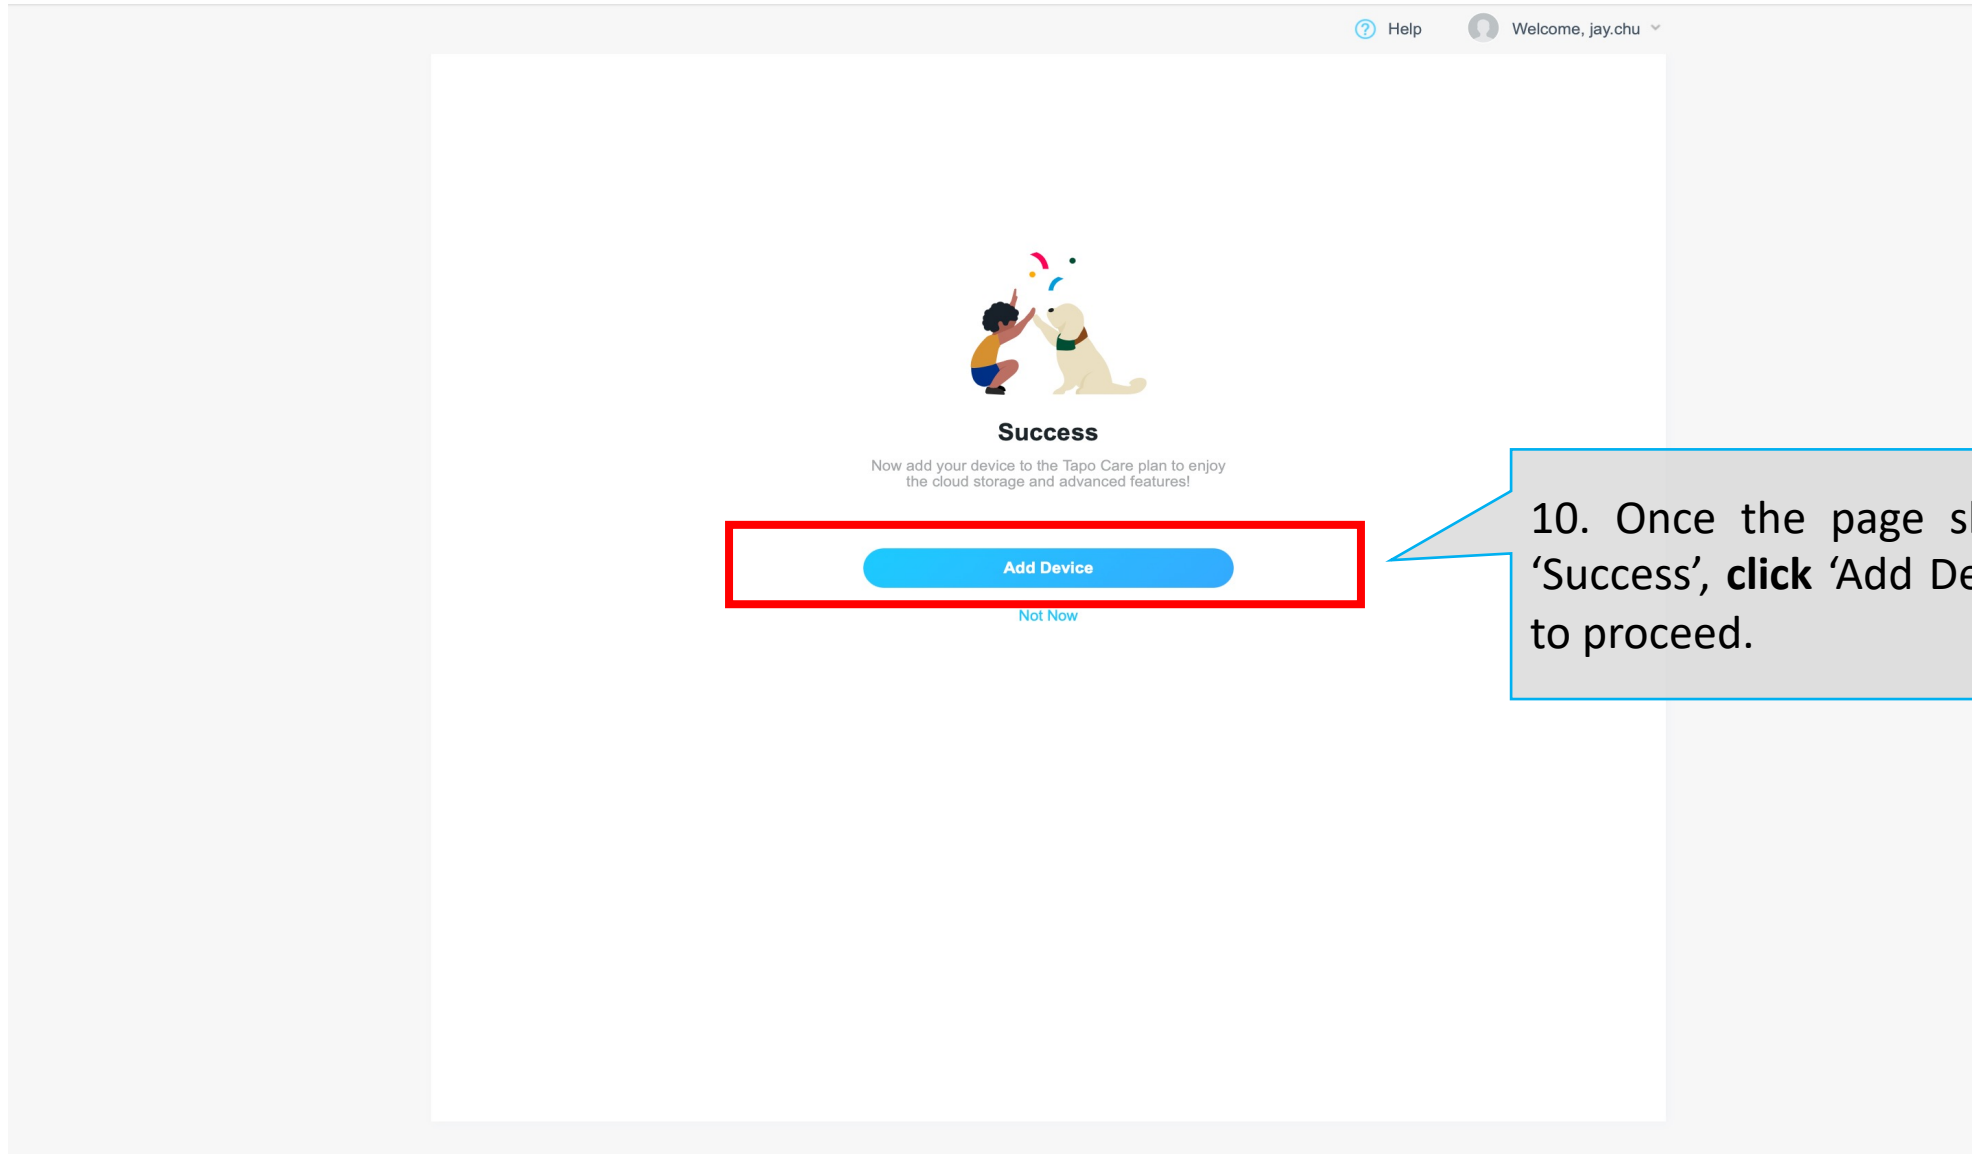 Help
Welcome, jay.chu
Success
Now add your device to the Tapo Care plan to enjoy
the cloud storage and advanced features!
Add Device
Not Now
10. Once the page
‘Success’, click ‘Add
to proceed.